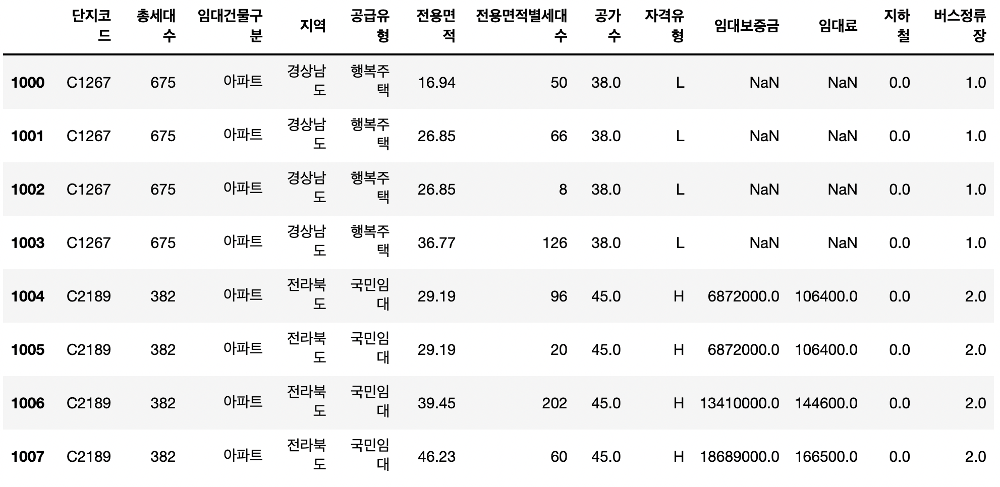 단지코드 총세대수 임대건물구분 지역 공급유형 전용면적 전용면적별세대수 공가수 자격유형 임대보증금 임대료 지하철 버스정류장
1000 C1267 675 아파트 경상남도 행복주택 16.94 50 38.0 L NaN NaN 0.0 1.0
1001 C1267 675 아파트 경상남도 행복주택 26.85 66 38.0 L NaN NaN 0.0 1.0
1002 C1267 675 아파트 경상남도 행복주택 26.85 8 38.0 L NaN NaN 0.0 1.0
1003 C1267 675 아파트 경상남도 행복주택 36.77 126 38.0 L NaN NaN 0.0 1.0
1004 C2189 382 아파트 전라북도 국민임대 29.19 96 45.0 H 6872000.0 106400.0 0.0 2.0
1005 C2189 382 아파트 전라북도 국민임대 29.19 20 45.0 H 6872000.0 106400.0 0.0 2.0
1006 C2189 382 아파트 전라북도 국민임대 39.45 202 45.0 H 13410000.0 144600.0 0.0 2.0
1007 C2189 382 아파트 전라북도 국민임대 46.23 60 45.0 H 18689000.0 166500.0 0.0 2.0